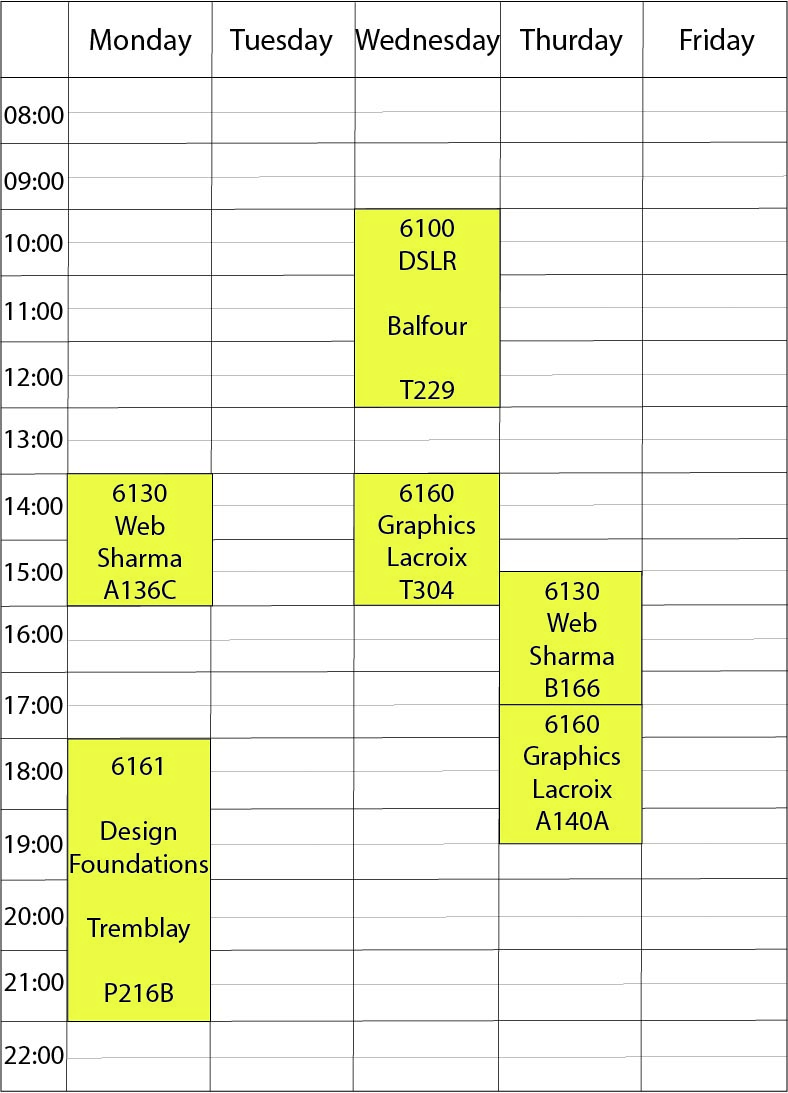 Monday Tuesday Wednesday Thurday Friday
08:00
09:00
10:00
11:00
12:00
13:00
14:00
15:00
16:00
17:00
18:00
19:00
20:00
21:00
22:00
6130
Web
Sharma
A136C
6161
Design
Foundations
Tremblay
P216B
6100
DSLR
Balfour
T229
6160
Graphics
Lacroix
T304
6130
Web
Sharma
B166
6160
Graphics
Lacroix
A140A